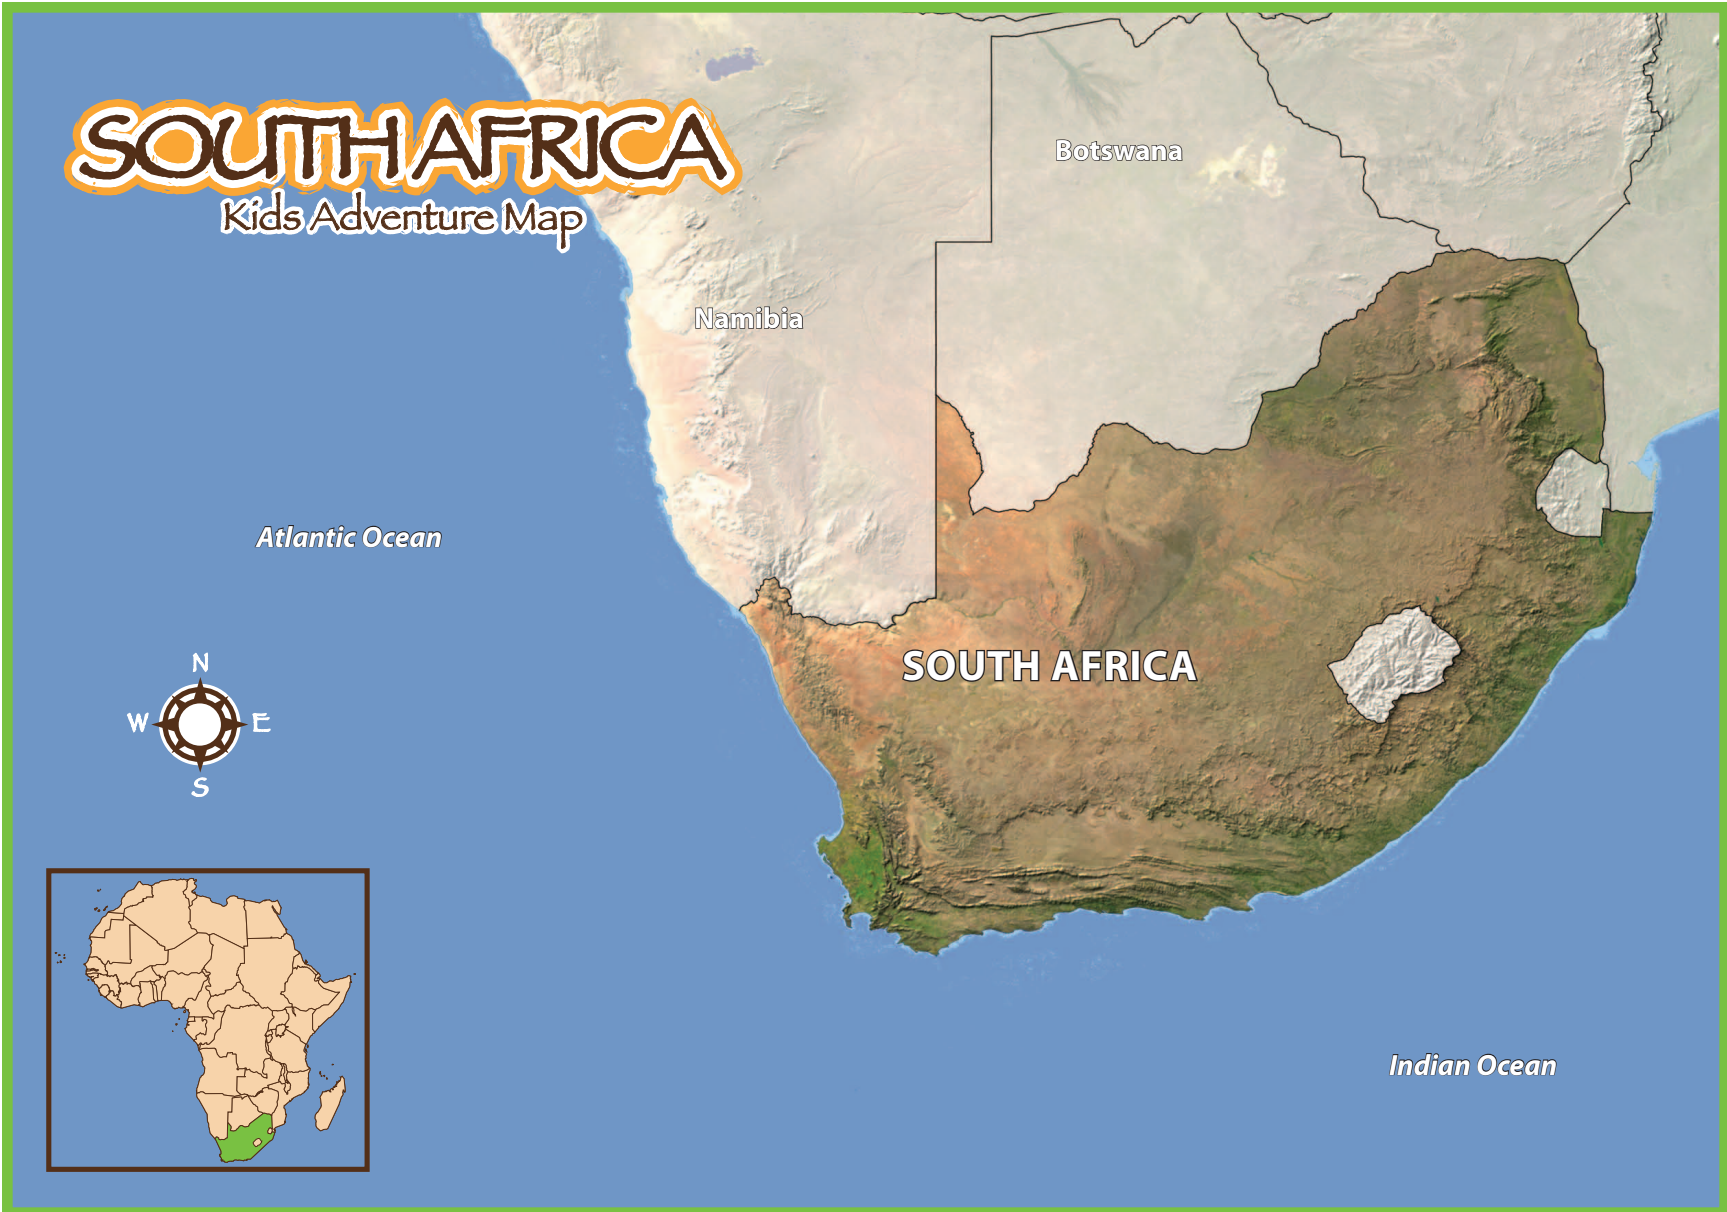 SOUTH AFRICA
Kids Adventure Map
Botswana
Namibia
Atlantic Ocean
SOUTH AFRICA
N
W E
S
Indian Ocean